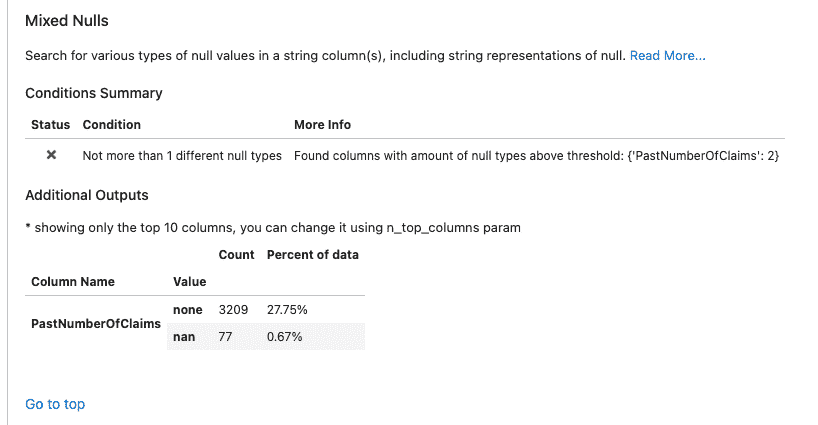 Mixed Nulls
Search for various types of null values in a string column(s), including string representations of null. Read More...
Conditions Summary
Status Condition More Info
✖ Not more than 1 different null types Found columns with amount of null types above threshold: {'PastNumberOfClaims': 2}
Additional Outputs
* showing only the top 10 columns, you can change it using n_top_columns param
Count Percent of data
Column Name Value
PastNumberOfClaims none 3209 27.75%
nan 77 0.67%
Go to top